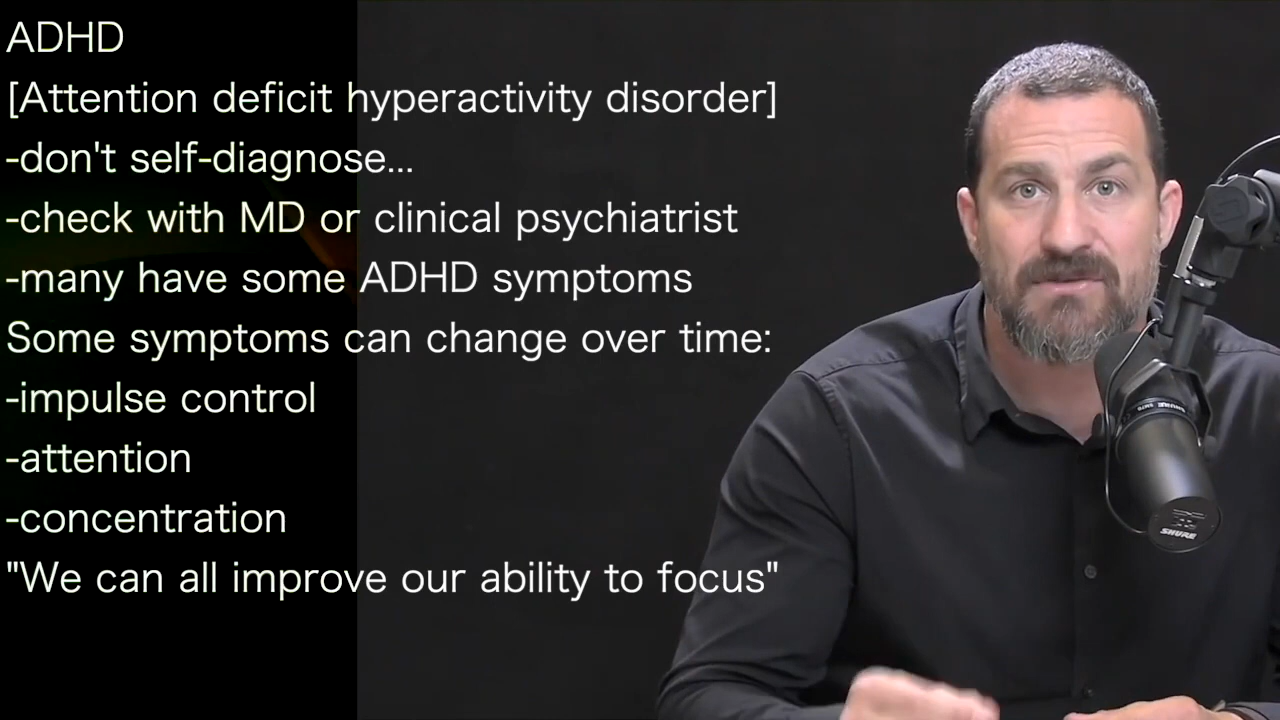 ADHD
[Attention deficit hyperactivity disorder]
-don't self-diagnose...
-check with MD or clinical psychiatrist
-many have some ADHD symptoms
Some symptoms can change over time:
-impulse control
-attention
-concentration
"We can all improve our ability to focus"
SHURE